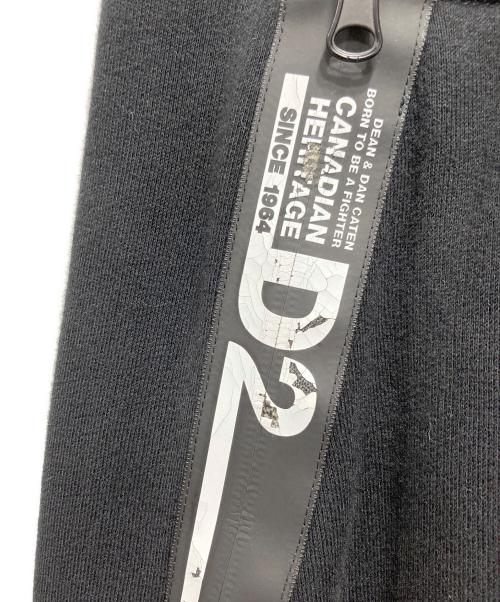 DEAN & DAN CATEN
BORN TO BE A FIGHTER
CANADIAN
HERITAGE
SINCE 1964
D2